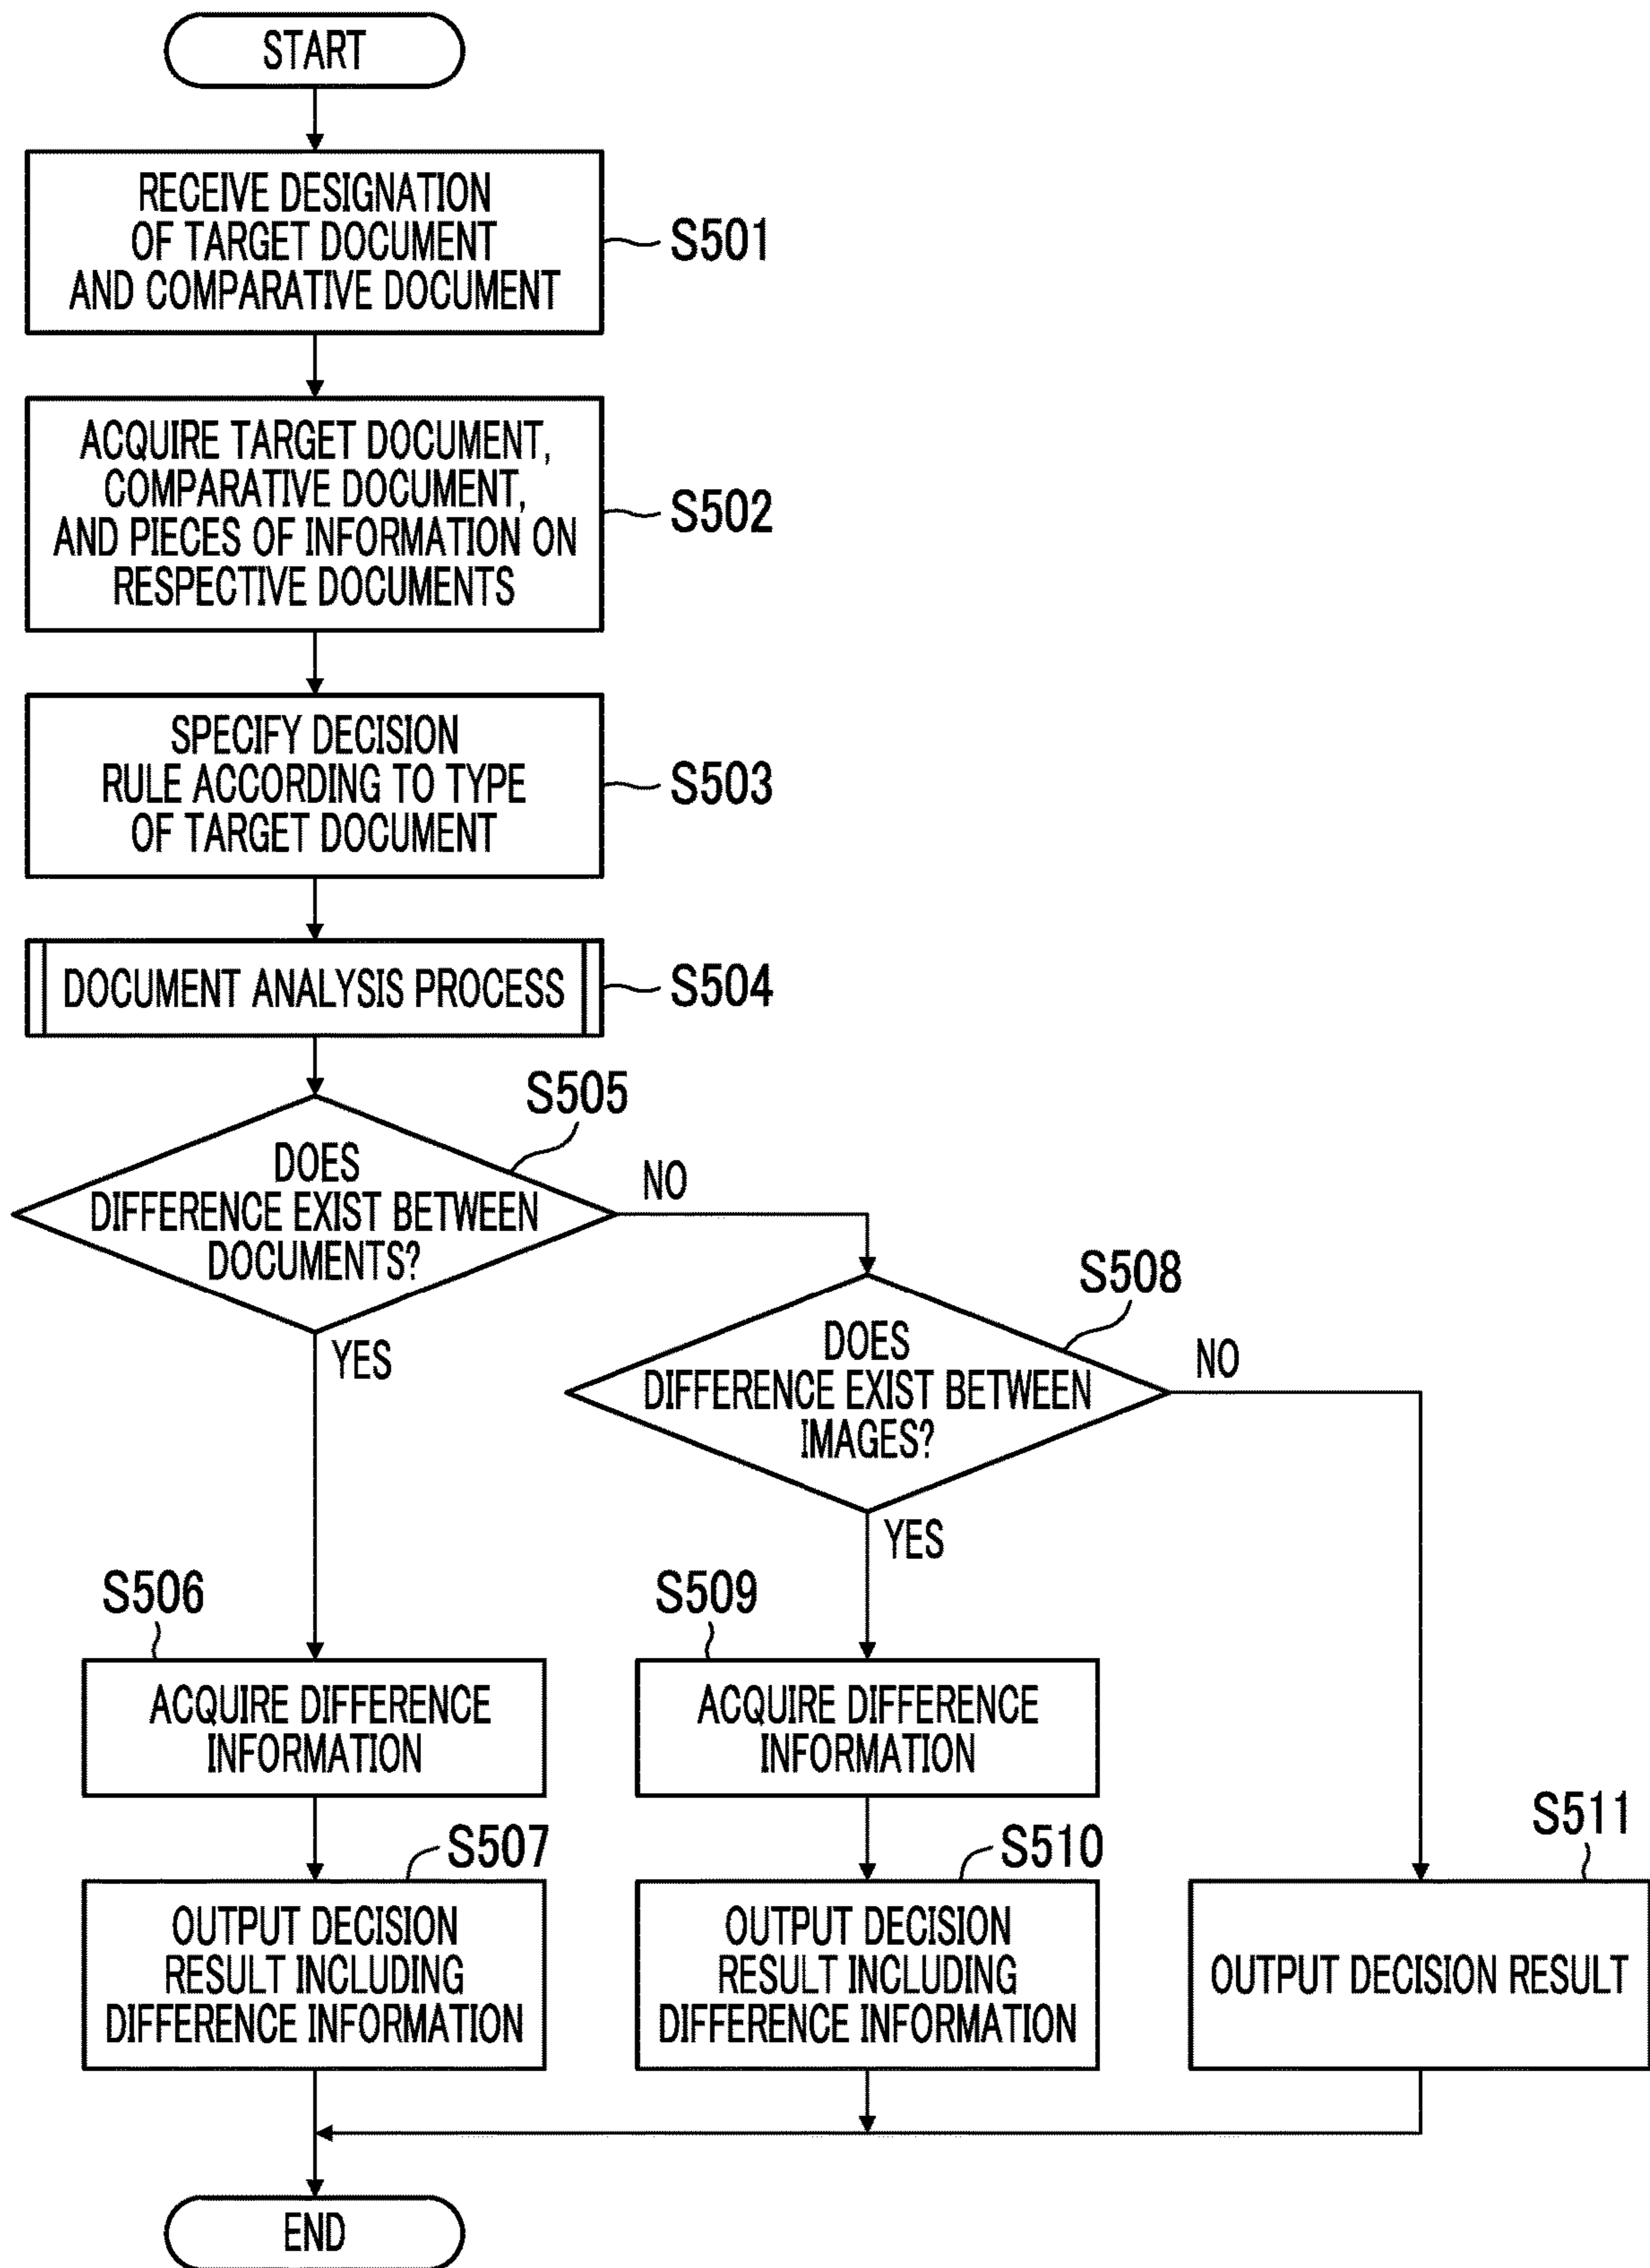 START
RECEIVE DESIGNATION
OF TARGET DOCUMENT
AND COMPARATIVE DOCUMENT
S501
ACQUIRE TARGET DOCUMENT,
COMPARATIVE DOCUMENT,
AND PIECES OF INFORMATION ON
RESPECTIVE DOCUMENTS
S502
SPECIFY DECISION
RULE ACCORDING TO TYPE
OF TARGET DOCUMENT
S503
DOCUMENT ANALYSIS PROCESS
S504
S505
DOES
DIFFERENCE EXIST BETWEEN
DOCUMENTS?
NO
YES
S508
DOES
DIFFERENCE EXIST BETWEEN
IMAGES?
NO
YES
S506
ACQUIRE DIFFERENCE
INFORMATION
S507
OUTPUT DECISION
RESULT INCLUDING
DIFFERENCE INFORMATION
S509
ACQUIRE DIFFERENCE
INFORMATION
S510
OUTPUT DECISION
RESULT INCLUDING
DIFFERENCE INFORMATION
S511
OUTPUT DECISION RESULT
END